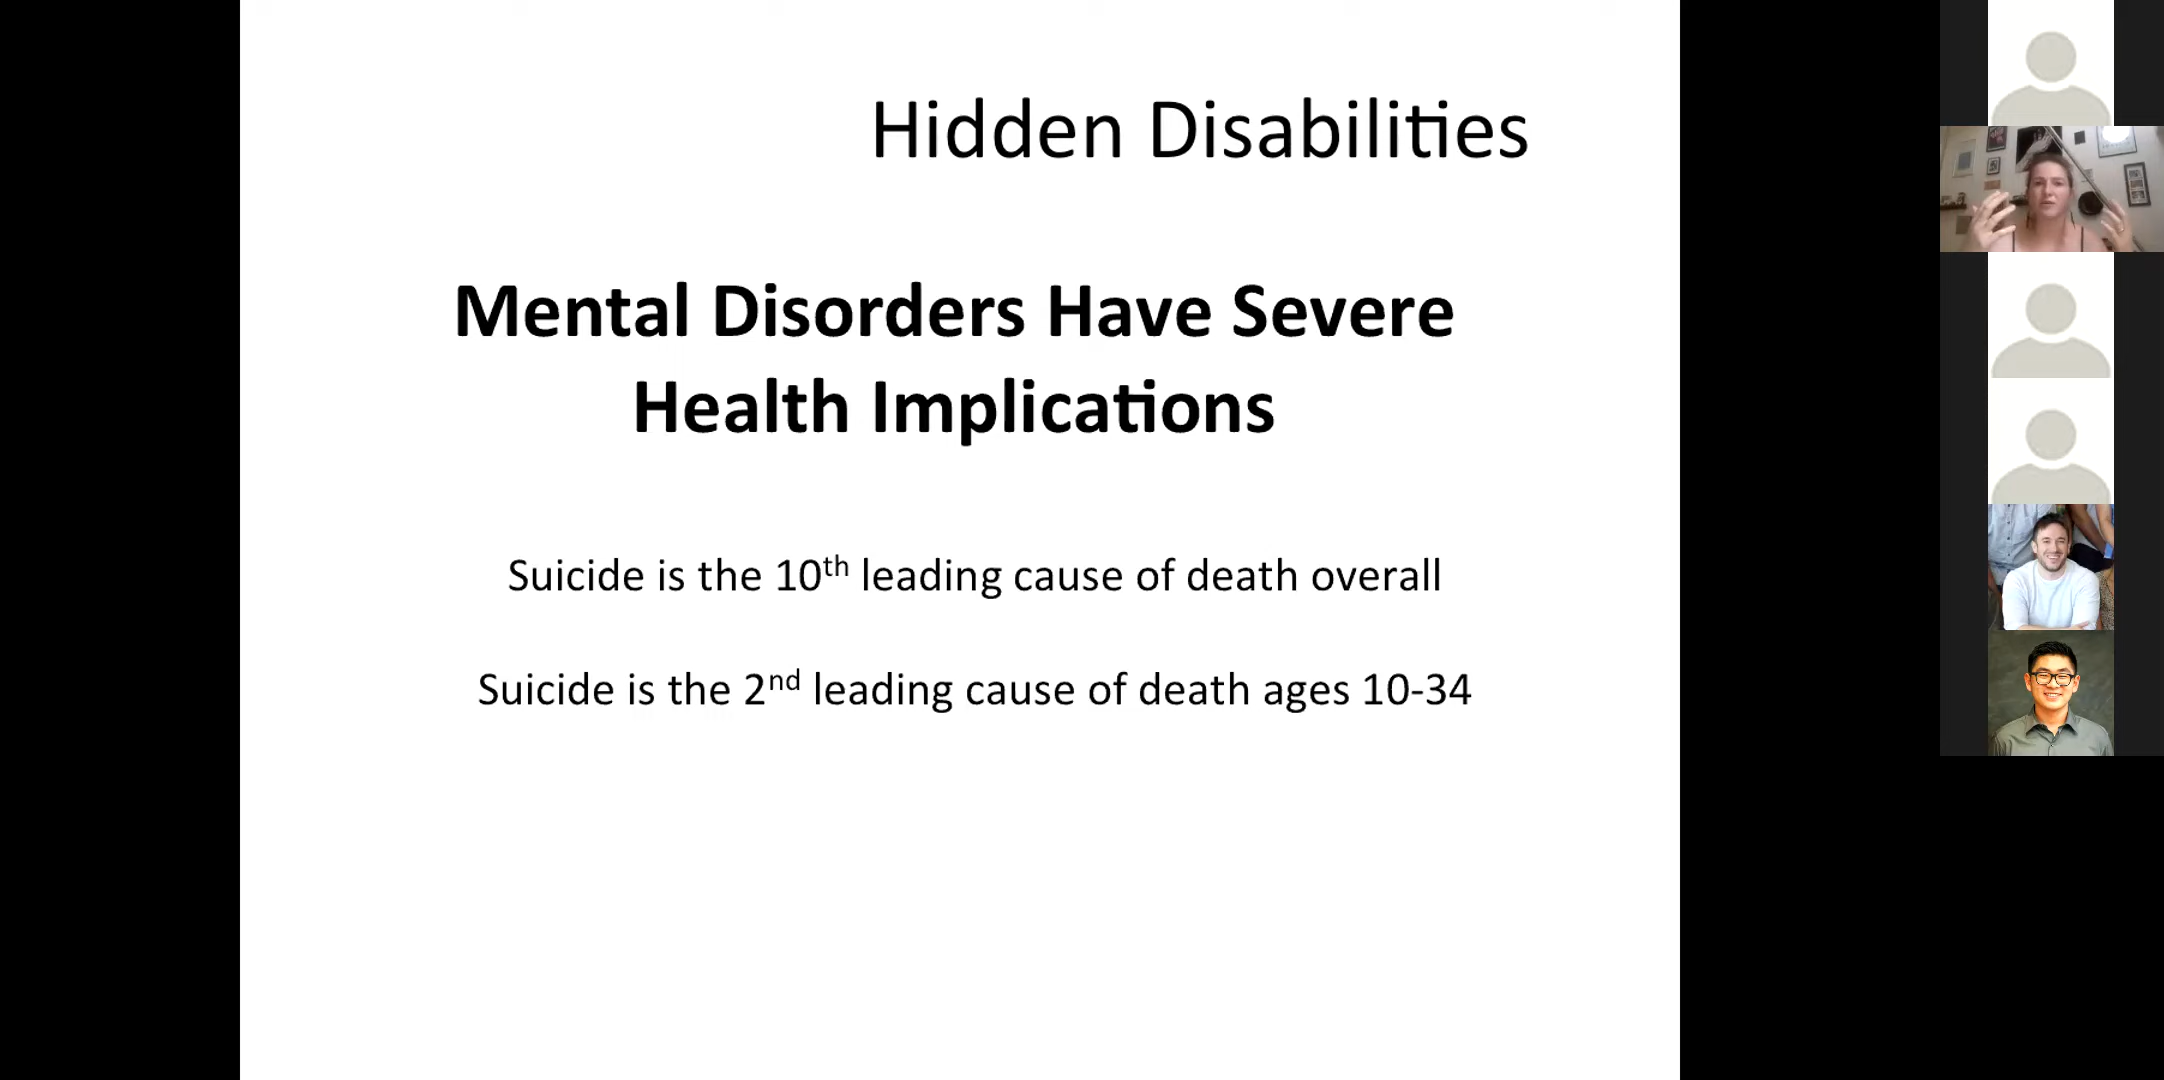 Hidden Disabilities
Mental Disorders Have Severe
Health Implications
Suicide is the 10th leading cause of death overall
Suicide is the 2nd leading cause of death ages 10-34